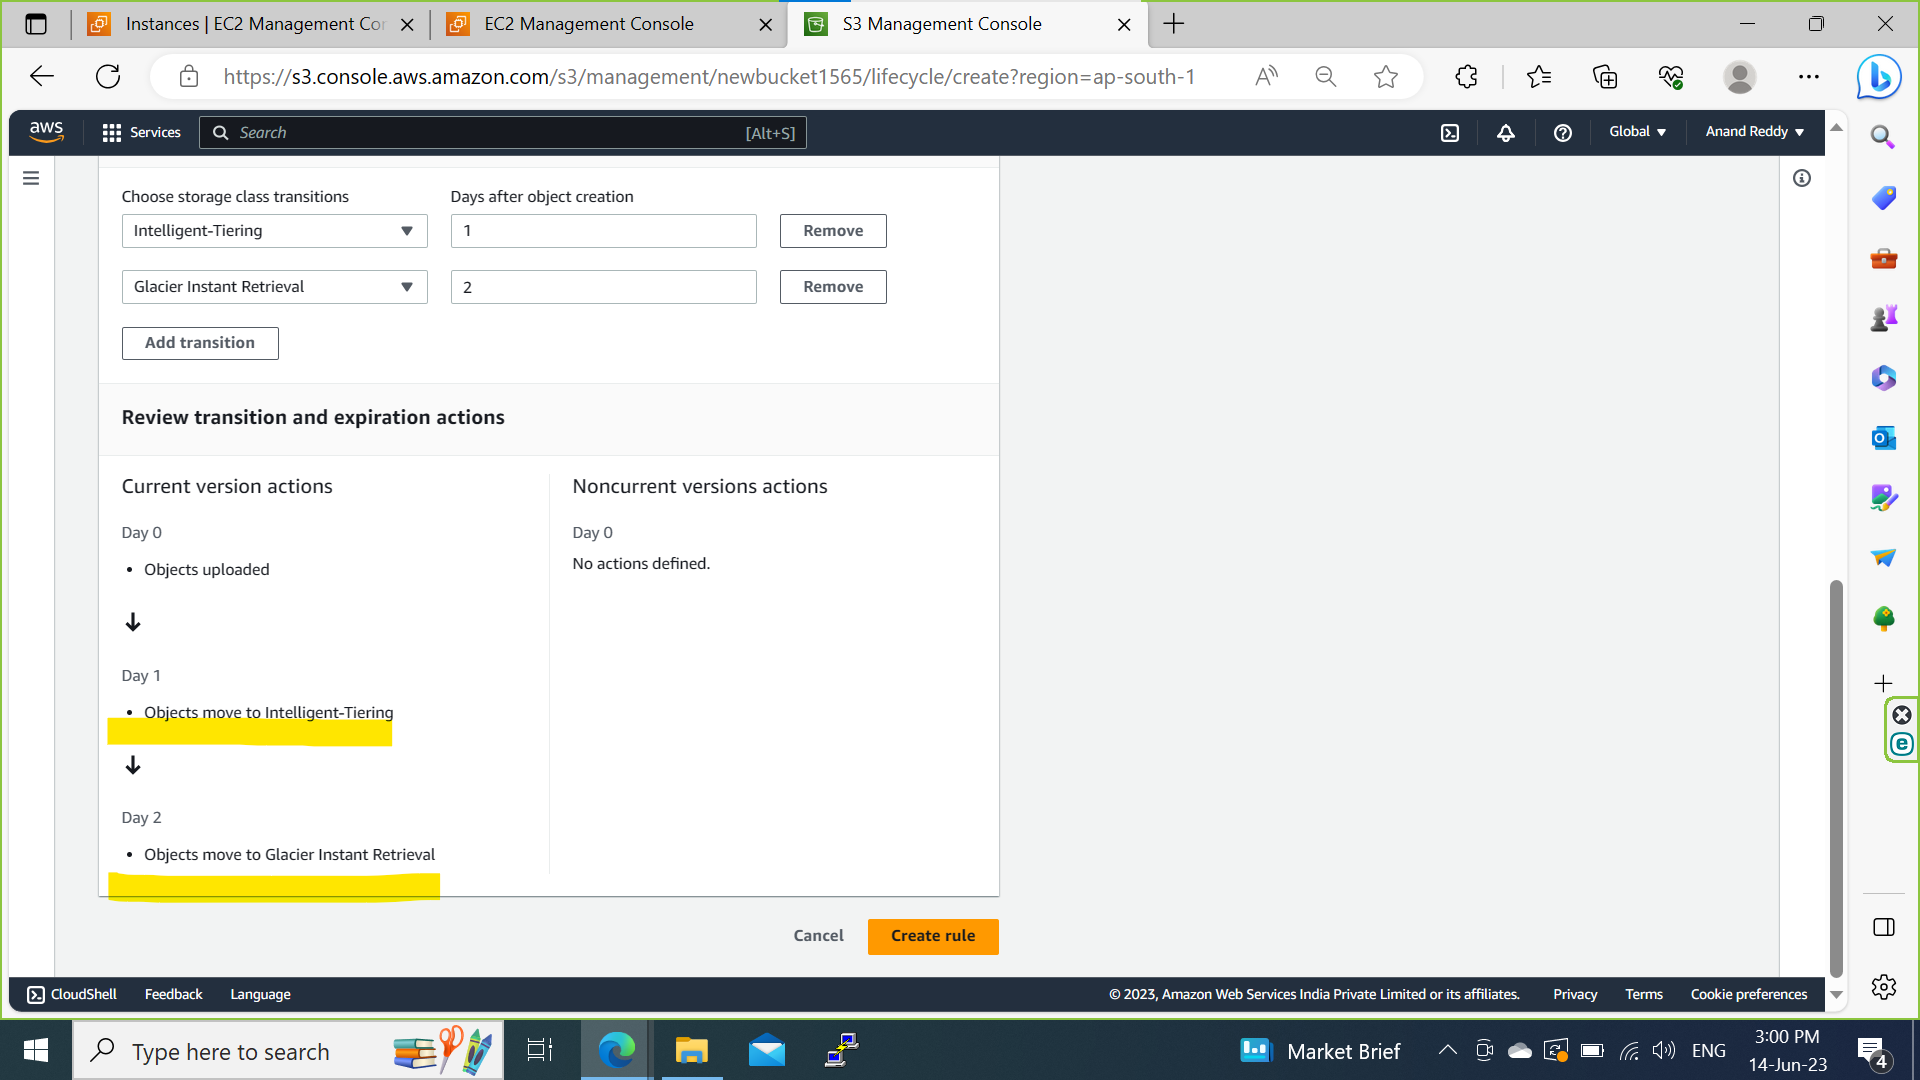 Instances | EC2 Management Cor
EC2 Management Console
S3 Management Console
https://s3.console.aws.amazon.com/s3/management/newbucket1565/lifecycle/create?region=ap-south-1
aws
Services
Search
[Alt+S]
Global
Anand Reddy
Choose storage class transitions
Days after object creation
Intelligent-Tiering
1
Remove
Glacier Instant Retrieval
2
Remove
Add transition
Review transition and expiration actions
Current version actions
Noncurrent versions actions
Day 0
Day 0
• Objects uploaded
No actions defined.
Day 1
• Objects move to Intelligent-Tiering
Day 2
• Objects move to Glacier Instant Retrieval
Cancel
Create rule
CloudShell
Feedback
Language
© 2023, Amazon Web Services India Private Limited or its affiliates.
Privacy
Terms
Cookie preferences
Type here to search
Market Brief
ENG
3:00 PM
14-Jun-23
4